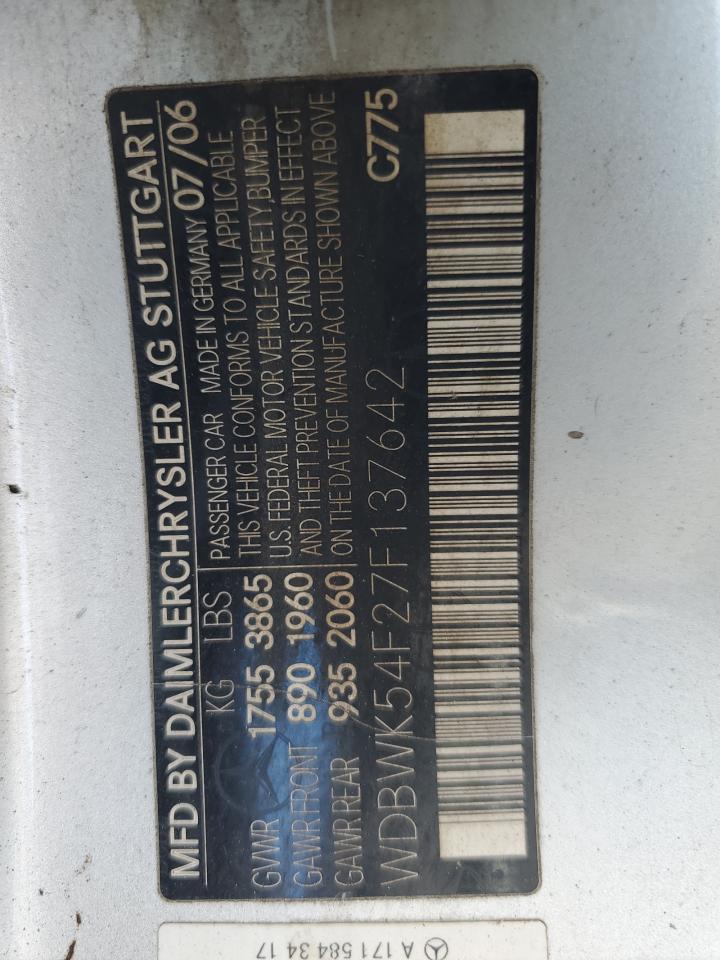 MFD BY DAIMLERCHRYSLER AG STUTTGART
KG LBS PASSENGER CAR MADE IN GERMANY 07/06
GVWR 1755 3865 THIS VEHICLE CONFORMS TO ALL APPLICABLE
GAWR FRONT 890 1960 U.S. FEDERAL MOTOR VEHICLE SAFETY,BUMPER
GAWR REAR 935 2060 AND THEFT PREVENTION STANDARDS IN EFFECT
ON THE DATE OF MANUFACTURE SHOWN ABOVE
WDBWK54F27F137642 C775
A 171 584 34 17